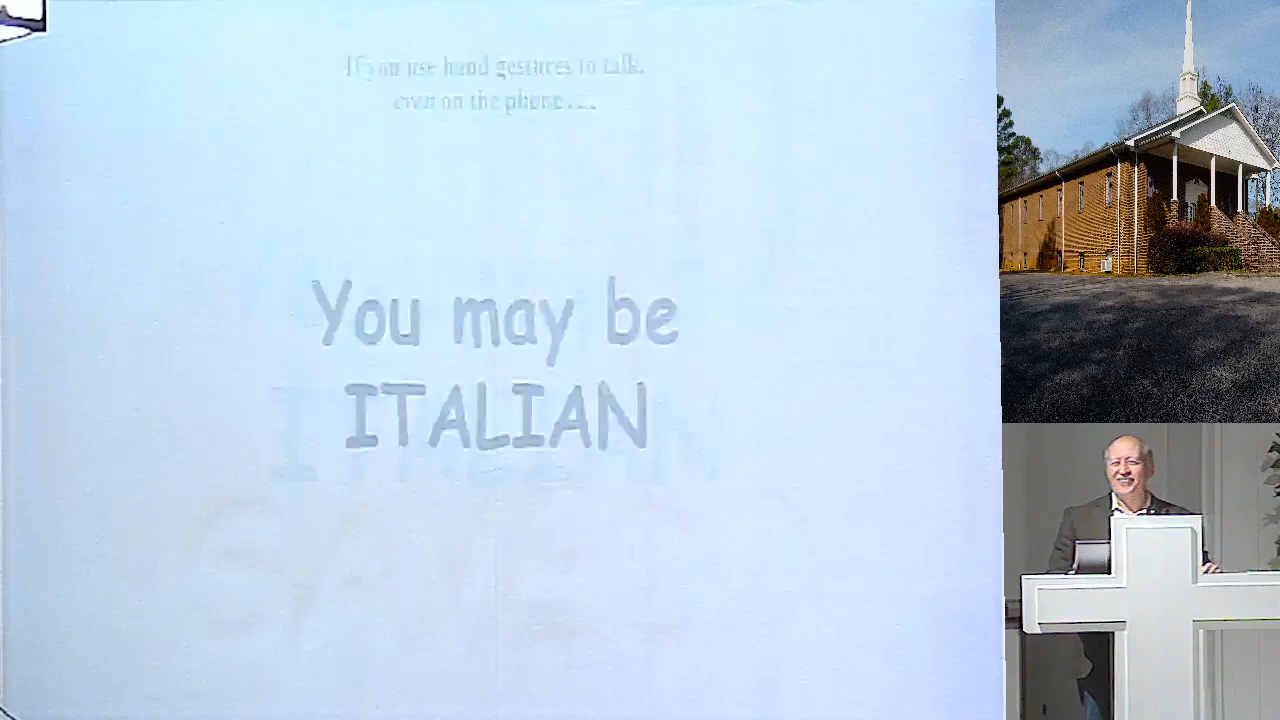 If you use hand gestures to talk,
even on the phone....
You may be
ITALIAN